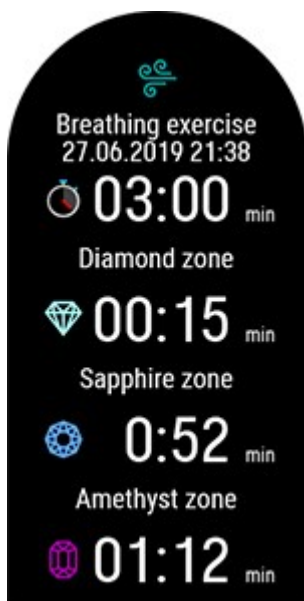 Breathing exercise
27.06.2019 21:38
03:00 min
Diamond zone
00:15 min
Sapphire zone
0:52 min
Amethyst zone
01:12 min